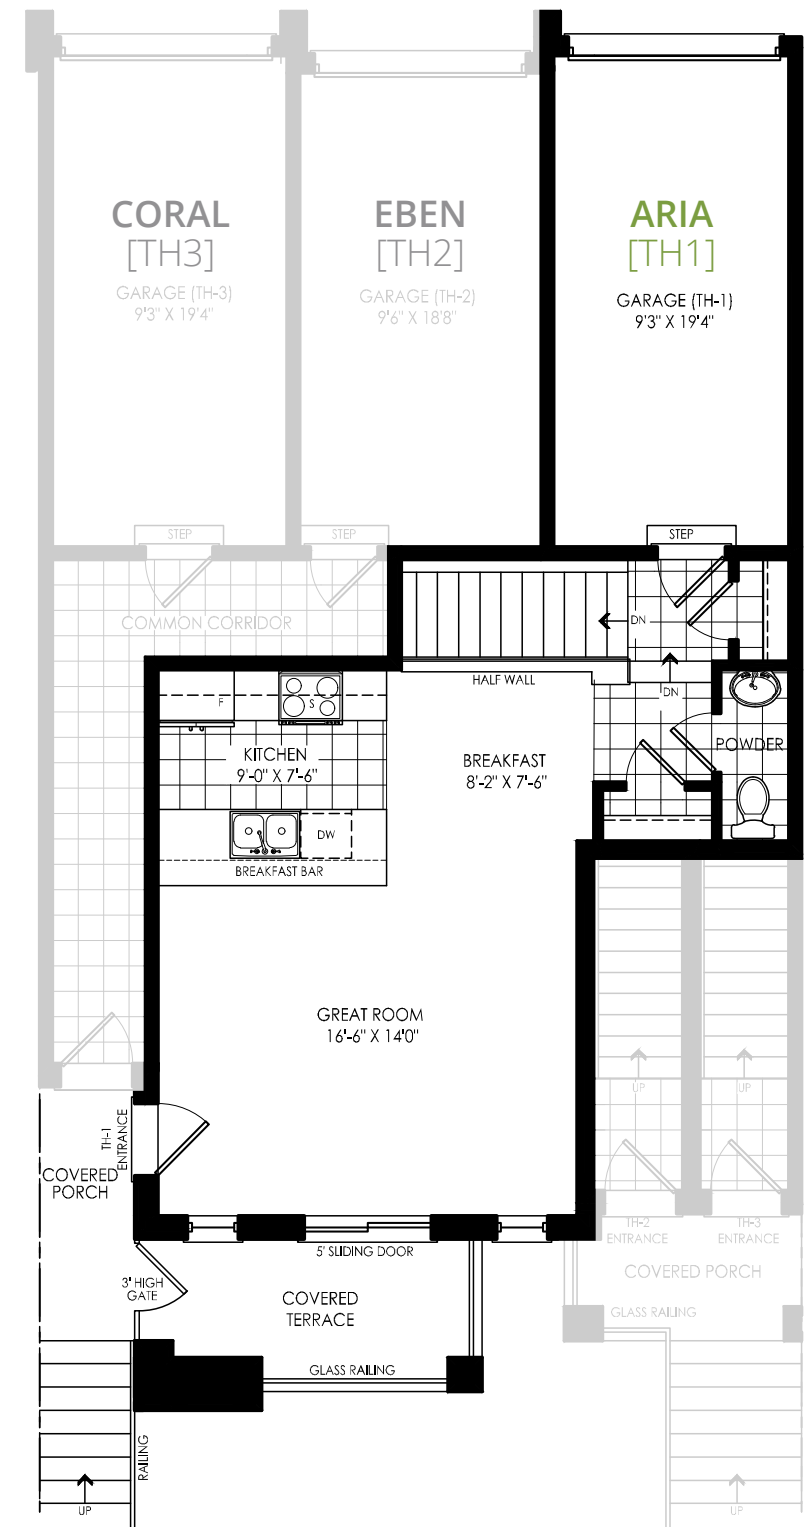 CORAL
[TH3]
GARAGE (TH-3)
9'3" X 19'4"
EBEN
[TH2]
GARAGE (TH-2)
9'6" X 18'8"
ARIA
[TH1]
GARAGE (TH-1)
9'3" X 19'4"
STEP
STEP
STEP
COMMON CORRIDOR
DN
HALF WALL
DN
F
S
KITCHEN
9'-0" X 7'-6"
BREAKFAST
8'-2" X 7'-6"
POWDER
DW
BREAKFAST BAR
GREAT ROOM
16'-6" X 14'0"
UP
UP
TH-1
ENTRANCE
COVERED
PORCH
TH-2
ENTRANCE
TH-3
ENTRANCE
5' SLIDING DOOR
3' HIGH
GATE
COVERED
TERRACE
COVERED PORCH
GLASS RAILING
GLASS RAILING
RAILING
UP
UP